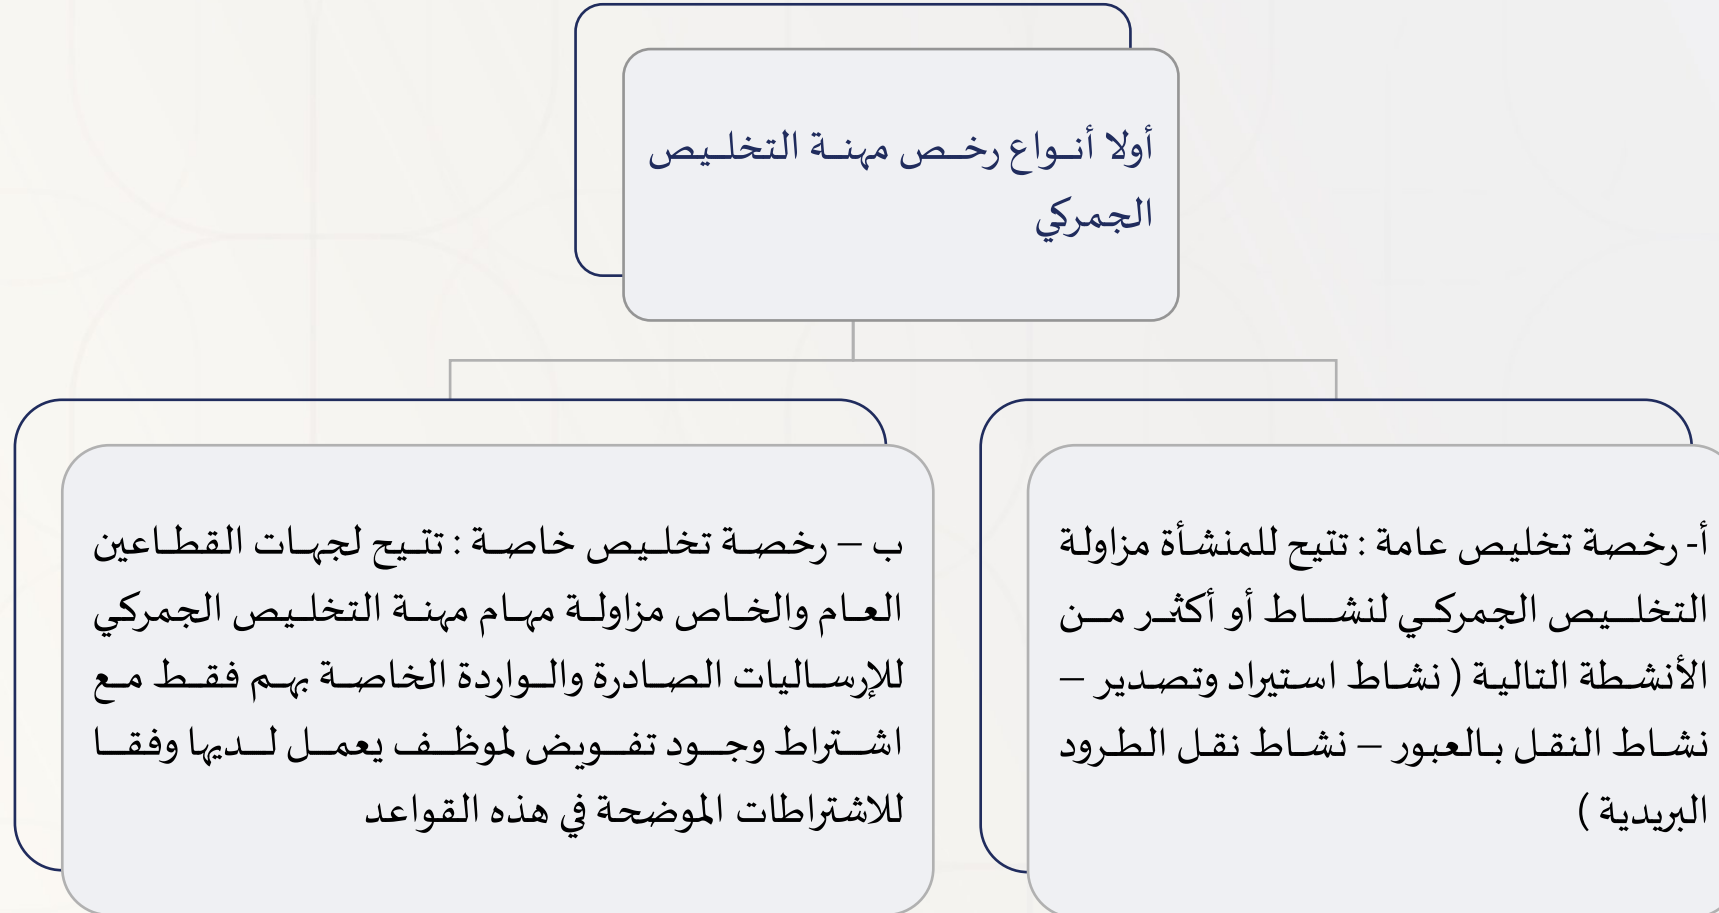 أولا أنواع رخص مهنة التخليص
الجمركي
أ- رخصة تخليص عامة : تتيح للمنشأة مزاولة
التخليص الجمركي لنشاط أو أكثر من
الأنشطة التالية ( نشاط استيراد وتصدير –
نشاط النقل بالعبور – نشاط نقل الطرود
البريدية )
ب – رخصة تخليص خاصة : تتيح لجهات القطاعين
العام والخاص مزاولة مهام مهنة التخليص الجمركي
للإرساليات الصادرة والواردة الخاصة بهم فقط مع
اشتراط وجود تفويض لموظف يعمل لديها وفقا
للاشتراطات الموضحة في هذه القواعد